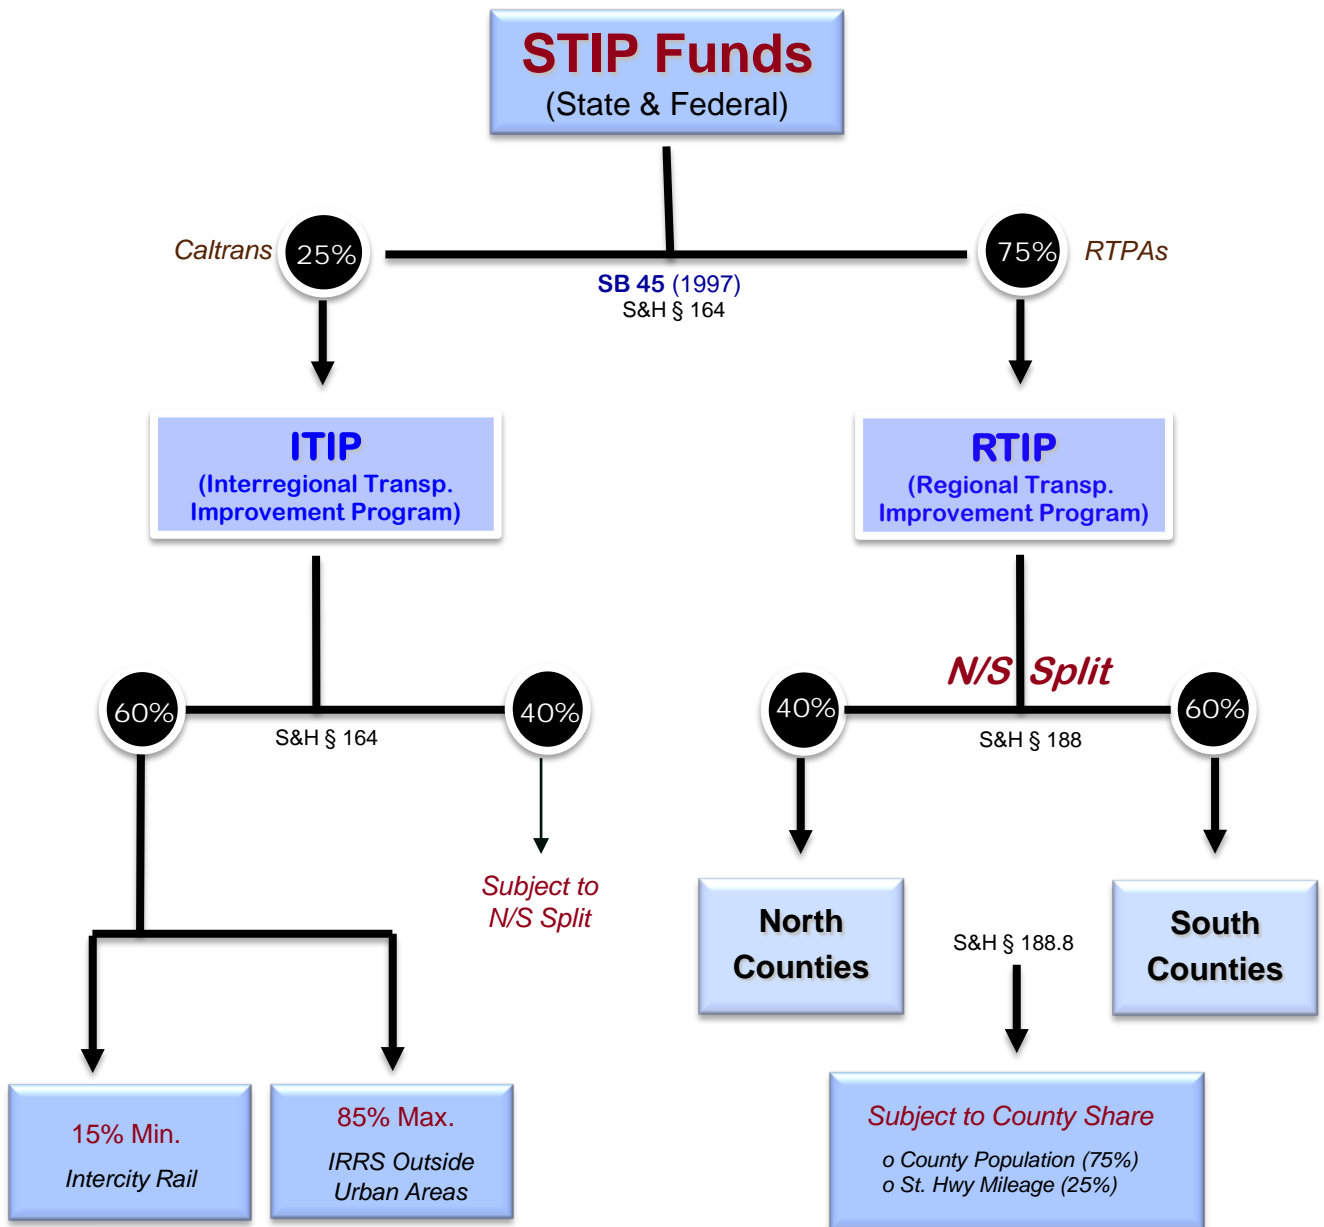 STIP Funds
(State & Federal)
Caltrans
25%
75%
RTPAs
SB 45 (1997)
S&H § 164
ITIP
(Interregional Transp.
Improvement Program)
RTIP
(Regional Transp.
Improvement Program)
N/S Split
60%
40%
S&H § 164
40%
60%
S&H § 188
Subject to
N/S Split
North
Counties
S&H § 188.8
South
Counties
15% Min.
Intercity Rail
85% Max.
IRRS Outside
Urban Areas
Subject to County Share
o County Population (75%)
o St. Hwy Mileage (25%)